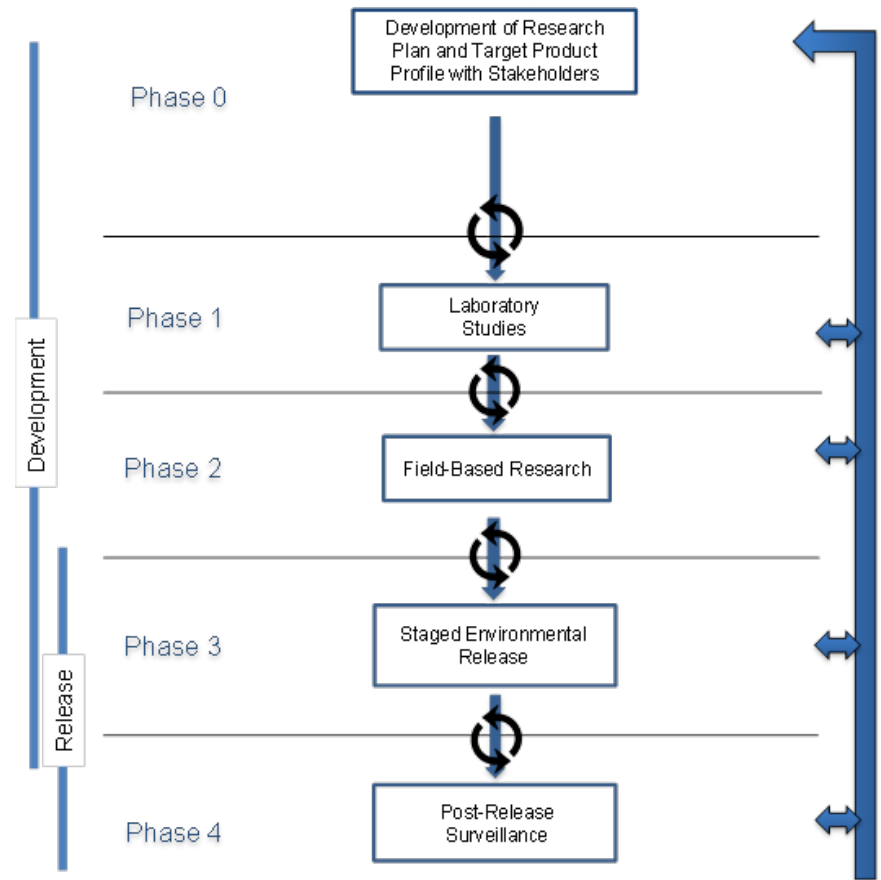 Development of Research
Plan and Target Product
Profile with Stakeholders
Phase 0
Phase 1
Laboratory
Studies
Development
Phase 2
Field-Based Research
Phase 3
Staged Environmental
Release
Release
Phase 4
Post-Release
Surveillance